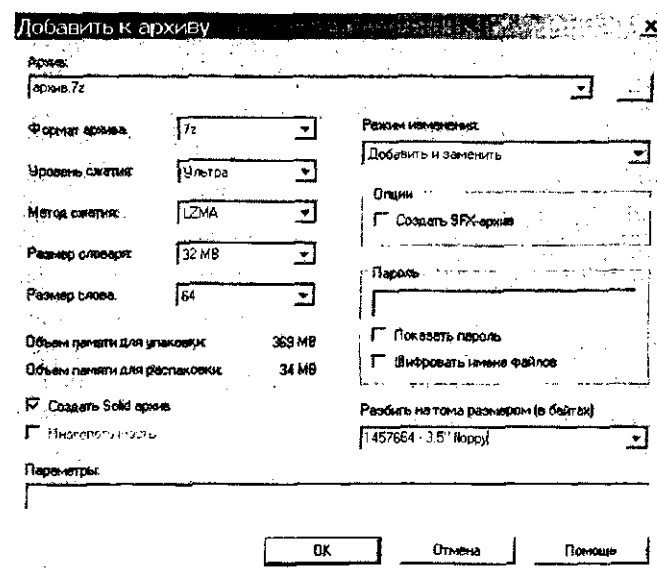 Добавить к архиву
Архив:
архив.7z
Формат архива:
7z
Уровень сжатия:
Ультра
Метод сжатия:
LZMA
Размер словаря:
32 MB
Размер слова:
64
Объем памяти для упаковки:
369 MB
Объем памяти для распаковки:
34 MB
Создать Solid архив
Многопоточность
Параметры:
Режим изменения:
Добавить и заменить
Опции
Создать SFX-архив
Пароль
Показать пароль
Шифровать имена файлов
Разбить на тома размером (в байтах)
1457664 - 3.5" floppy
OK
Отмена
Помощь